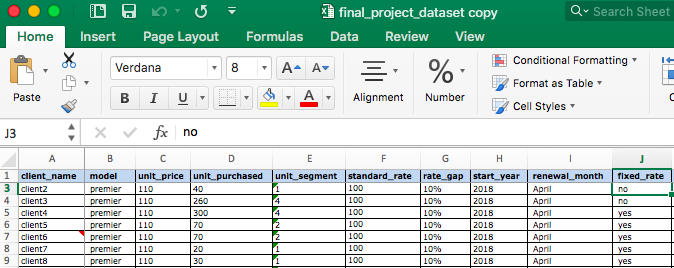 final_project_dataset copy
Search Sheet
Home Insert Page Layout Formulas Data Review View
Paste
Verdana 8 A A
B I U A
Alignment
%
Number
Conditional Formatting
Format as Table
Cell Styles
J3 fx no
A B C D E F G H I J
1 client_name model unit_price unit_purchased unit_segment standard_rate rate_gap start_year renewal_month fixed_rate
3 client2 premier 110 40 1 100 10% 2018 April no
4 client3 premier 110 260 4 100 10% 2018 April no
5 client4 premier 110 300 4 100 10% 2018 April yes
6 client5 premier 110 70 2 100 10% 2018 April yes
7 client6 premier 110 70 2 100 10% 2018 April yes
8 client7 premier 110 20 1 100 10% 2018 April yes
9 client8 premier 110 30 1 100 10% 2018 April yes